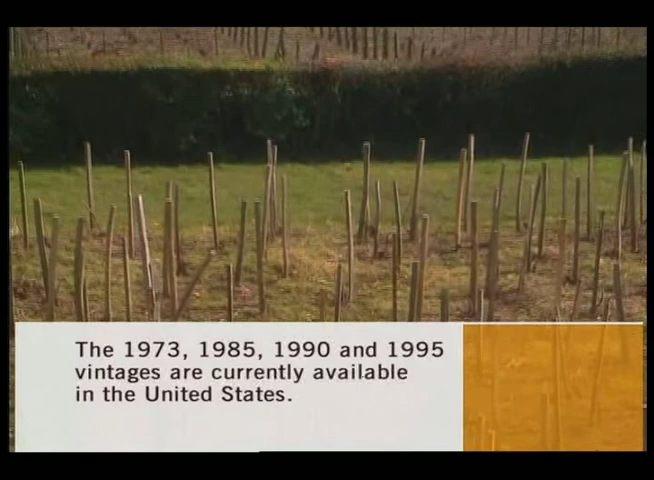 The 1973, 1985, 1990 and 1995
vintages are currently available
in the United States.